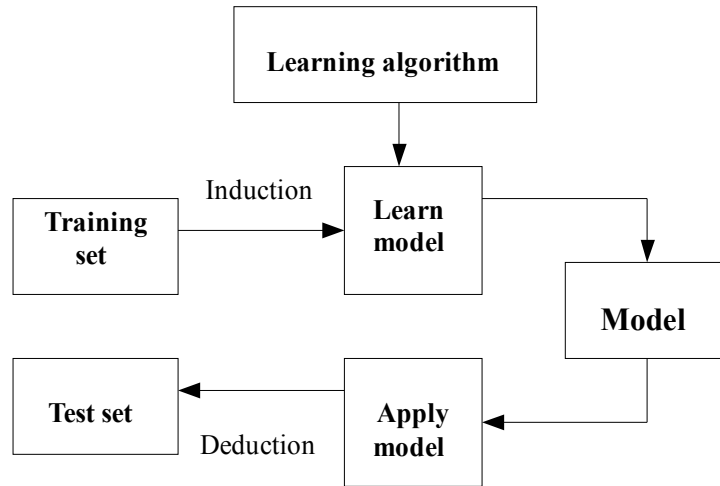 Learning algorithm
Induction
Training
set
Learn
model
Model
Test set
Apply
model
Deduction